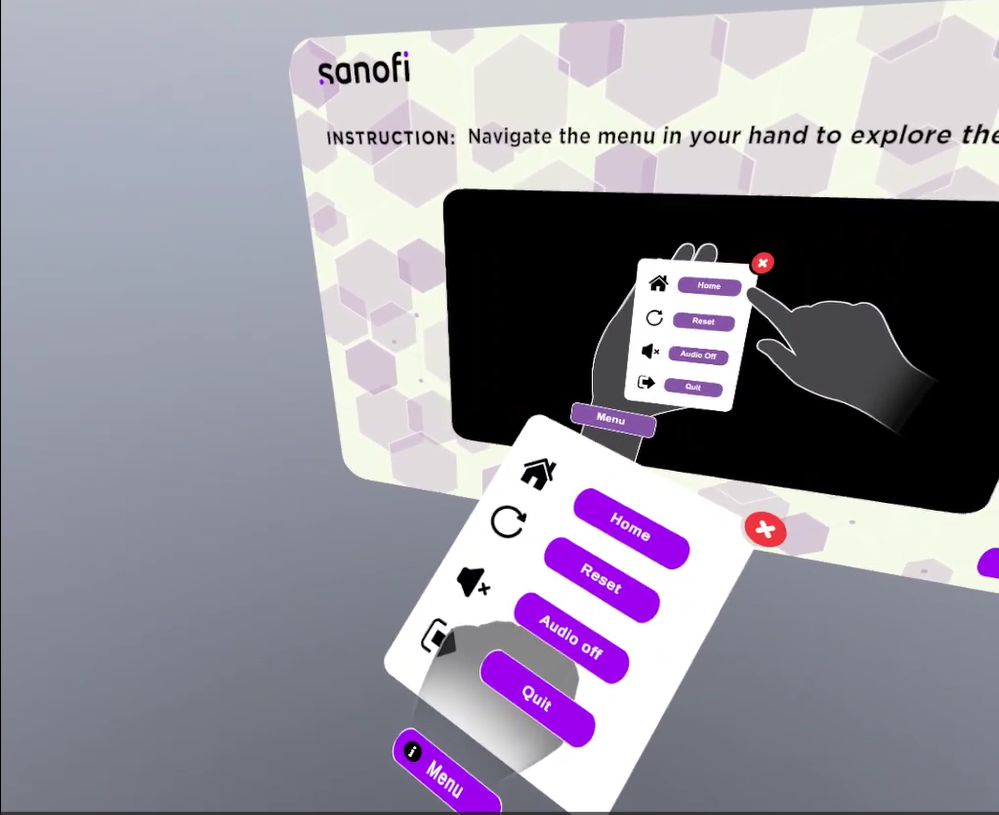 sanofi
INSTRUCTION: Navigate the menu in your hand to explore the
Home
Reset
Audio Off
Quit
Menu
Home
Reset
Audio off
Quit
i Menu